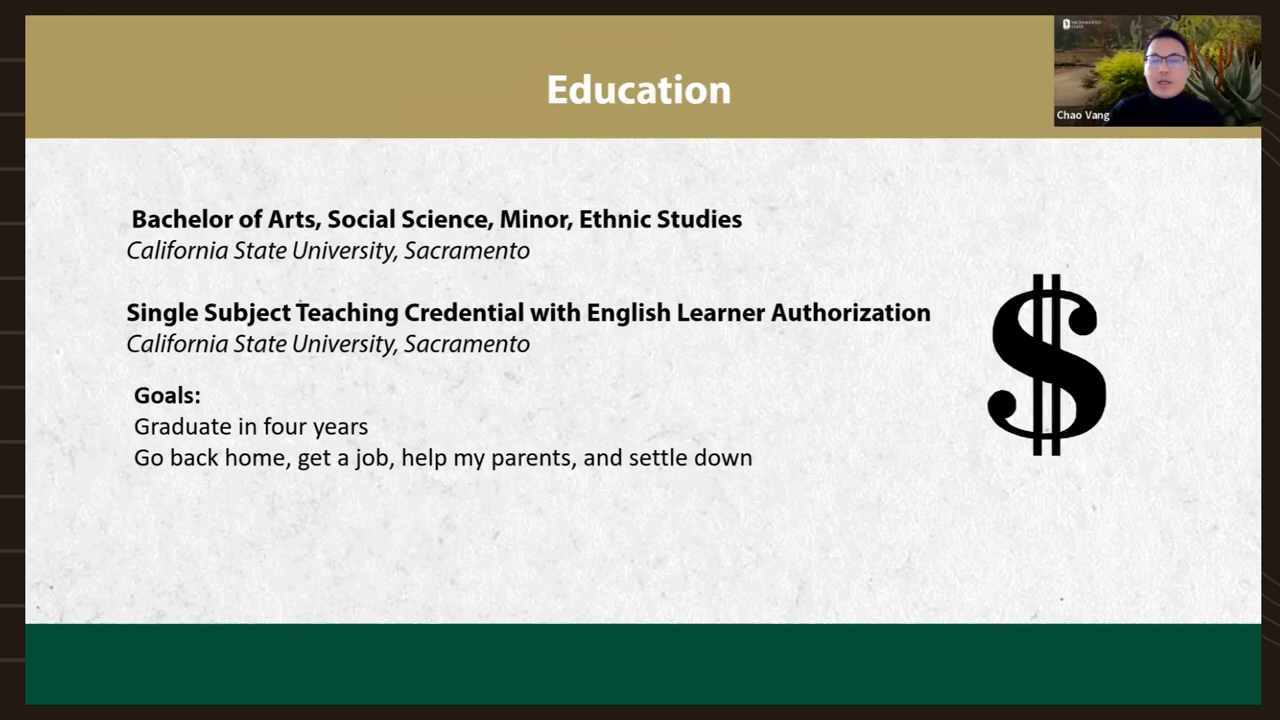 Education
SACRAMENTO
STATE
Chao Vang
Bachelor of Arts, Social Science, Minor, Ethnic Studies
California State University, Sacramento
Single Subject Teaching Credential with English Learner Authorization
California State University, Sacramento
Goals:
Graduate in four years
Go back home, get a job, help my parents, and settle down
$